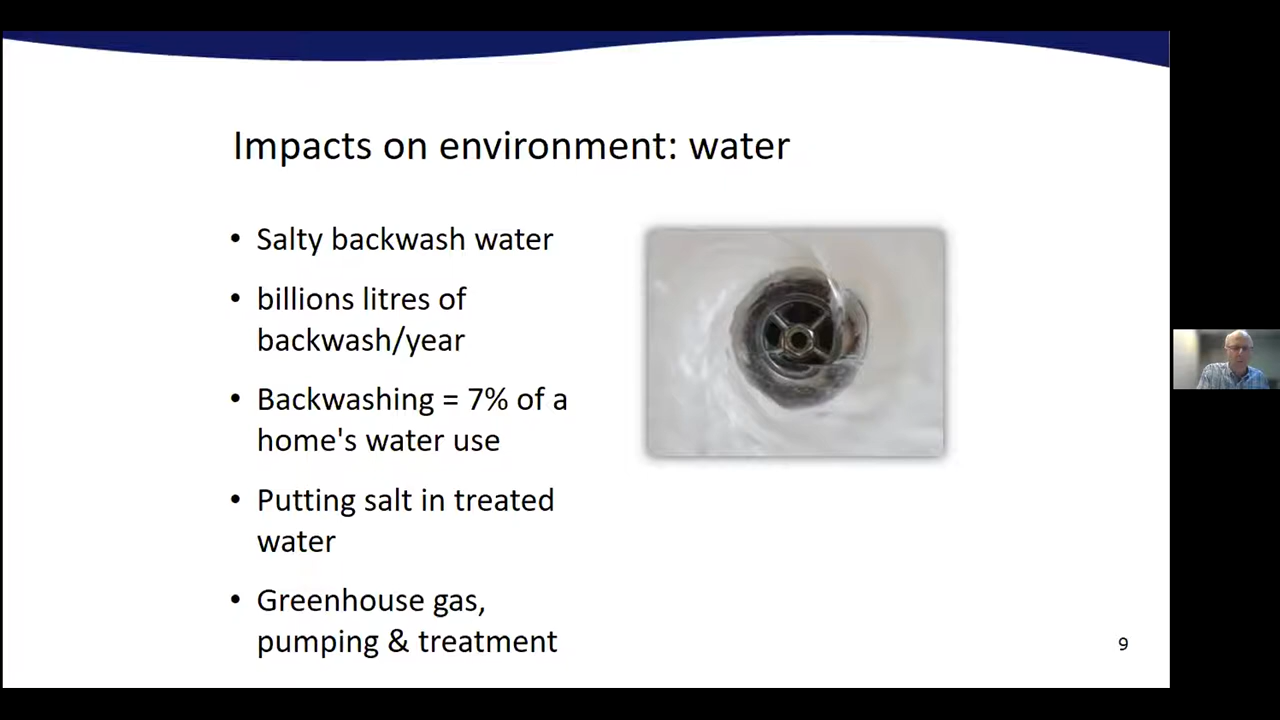 Impacts on environment: water
• Salty backwash water
• billions litres of
backwash/year
• Backwashing = 7% of a
home's water use
• Putting salt in treated
water
• Greenhouse gas,
pumping & treatment
9